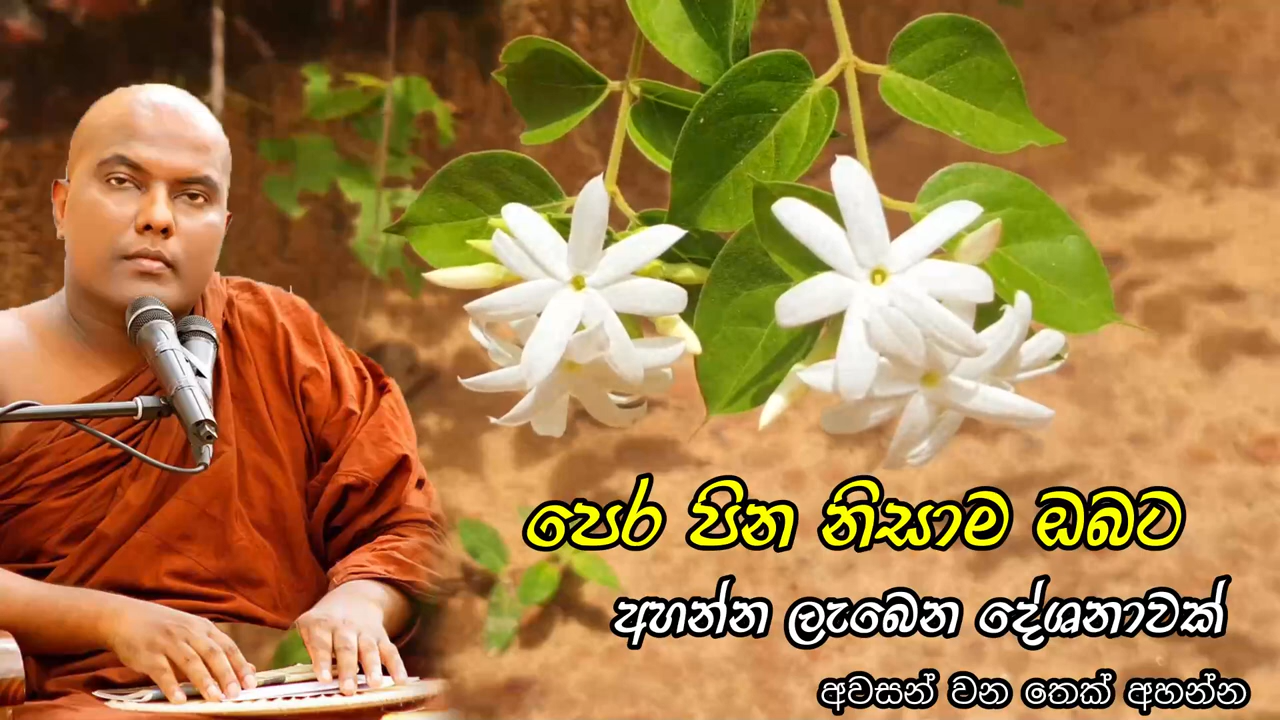 පෙර පින නිසාම ඔබට
අහන්න ලැබෙන දේශනාවක්
අවසන් වන තෙක් අහන්න